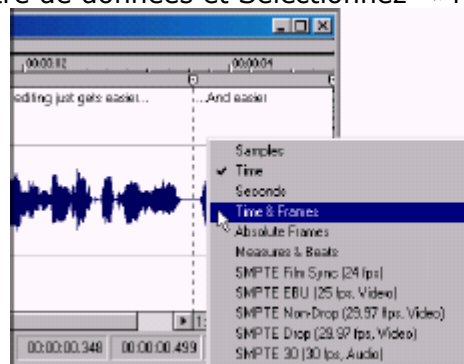 tre de données et Sélectionnez «
00:00:02 00:00:04
editing just gets easier... ...And easier
Samples
Time
Seconds
Time & Frames
Absolute Frames
Measures & Beats
SMPTE Film Sync (24 fps)
SMPTE EBU (25 fps, Video)
SMPTE Non-Drop (29.97 fps, Video)
SMPTE Drop (29.97 fps, Video)
SMPTE 30 (30 fps, Audio)
00:00:00.348 00:00:00.499